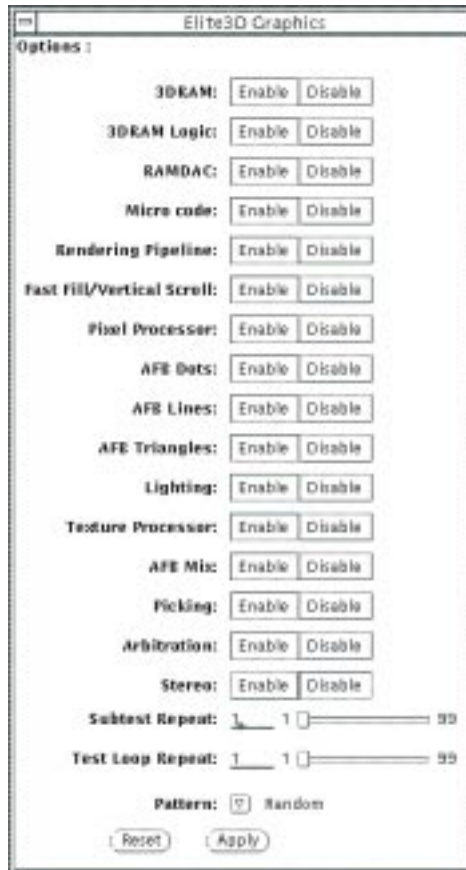 Elite3D Graphics
Options :
3DRAM: Enable Disable
3DRAM Logic: Enable Disable
RAMDAC: Enable Disable
Micro code: Enable Disable
Rendering Pipeline: Enable Disable
Fast Fill/Vertical Scroll: Enable Disable
Pixel Processor: Enable Disable
AFB Dots: Enable Disable
AFB Lines: Enable Disable
AFB Triangles: Enable Disable
Lighting: Enable Disable
Texture Processor: Enable Disable
AFB Mix: Enable Disable
Picking: Enable Disable
Arbitration: Enable Disable
Stereo: Enable Disable
Subtest Repeat: 1 1 99
Test Loop Repeat: 1 1 99
Pattern: Random
Reset Apply